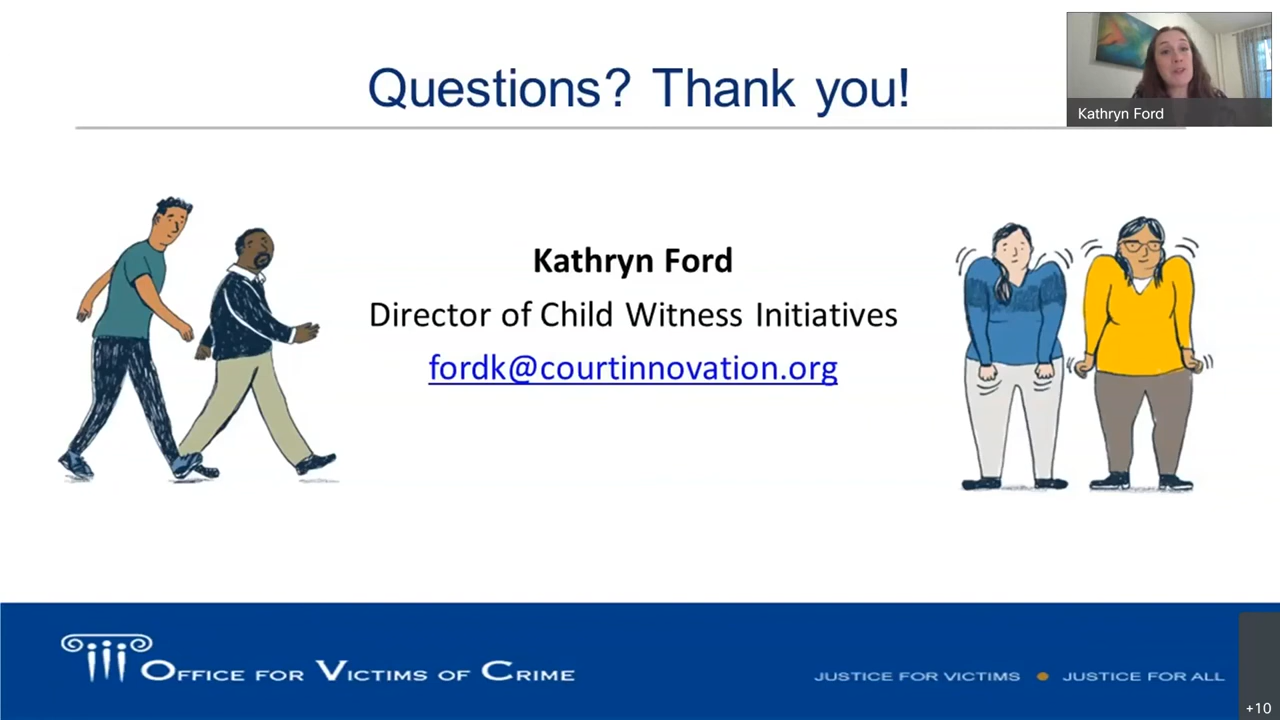 Questions? Thank you!
Kathryn Ford
Kathryn Ford
Director of Child Witness Initiatives
fordk@courtinnovation.org
OFFICE FOR VICTIMS OF CRIME
JUSTICE FOR VICTIMS ● JUSTICE FOR ALL
+10